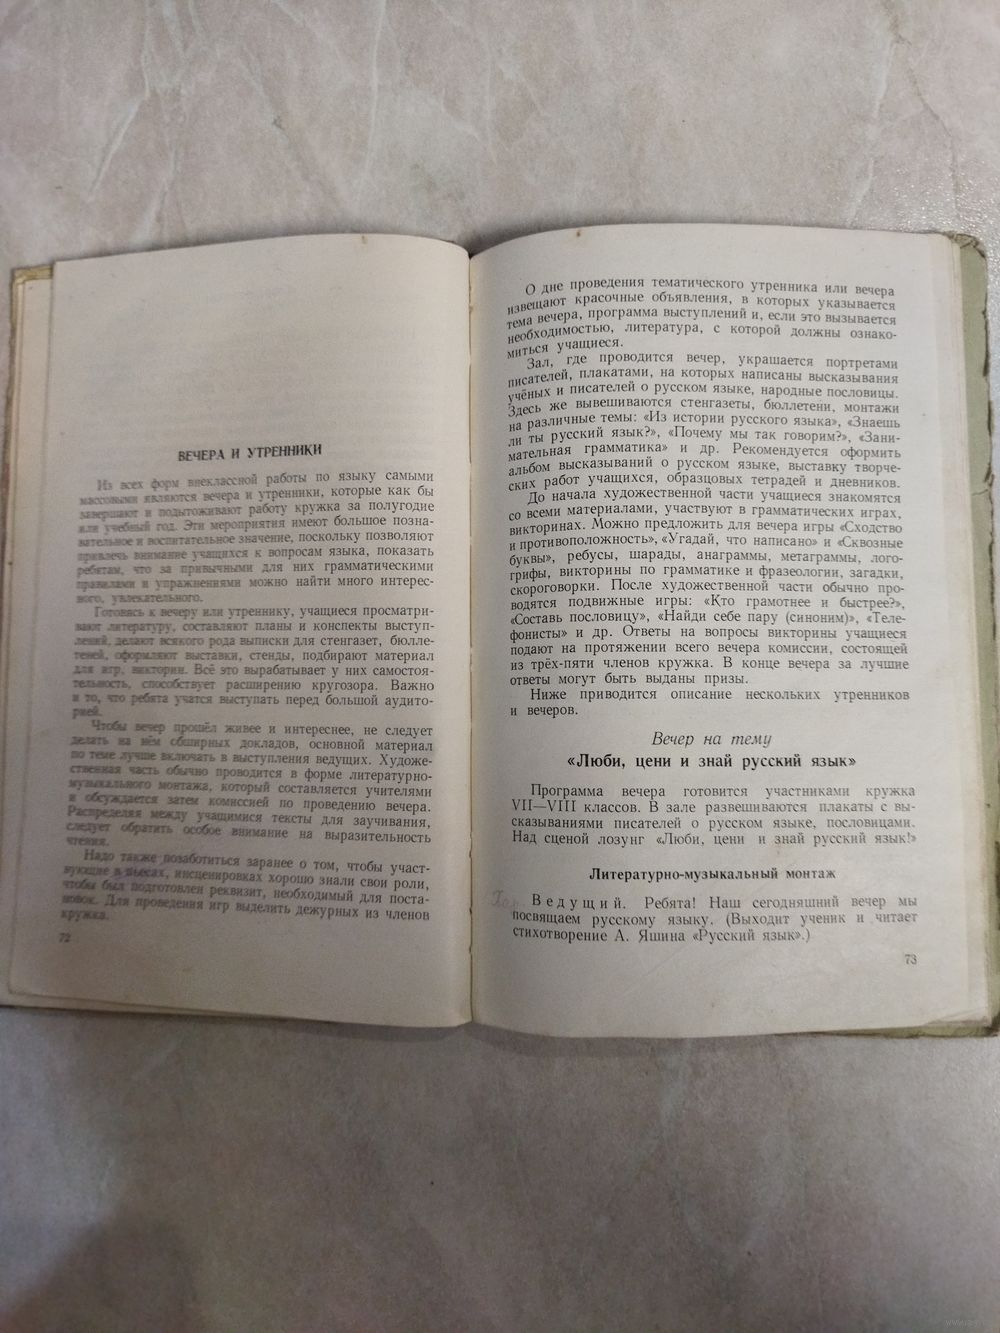 ВЕЧЕРА И УТРЕННИКИ
Из всех форм внеклассной работы по языку самыми
массовыми являются вечера и утренники, которые как бы
завершают и подытоживают работу кружка за полугодие
или учебный год. Эти мероприятия имеют большое позна-
вательное и воспитательное значение, поскольку позволяют
привлечь внимание учащихся к вопросам языка, показать
ребятам, что за привычными для них грамматическими
правилами и упражнениями можно найти много интерес-
ного, увлекательного.
Готовясь к вечеру или утреннику, учащиеся просматри-
вают литературу, составляют планы и конспекты выступ-
лений, делают всякого рода выписки для стенгазет, бюлле-
теней, оформляют выставки, стенды, подбирают материал
для игр, викторин. Всё это вырабатывает у них самостоя-
тельность, способствует расширению кругозора. Важно
и то, что ребята учатся выступать перед большой аудито-
рией.
Чтобы вечер прошёл живее и интереснее, не следует
делать на нём обширных докладов, основной материал
по теме лучше включать в выступления ведущих. Художе-
ственная часть обычно проводится в форме литературно-
музыкального монтажа, который составляется учителями
и обсуждается затем комиссией по проведению вечера.
Распределяя между учащимися тексты для заучивания,
следует обратить особое внимание на выразительность
чтения.
Надо также позаботиться заранее о том, чтобы участ-
вующие в пьесах, инсценировках хорошо знали свои роли,
чтобы был подготовлен реквизит, необходимый для поста-
новок. Для проведения игр выделить дежурных из членов
кружка.
72
О дне проведения тематического утренника или вечера
извещают красочные объявления, в которых указывается
тема вечера, программа выступлений и, если это вызывается
необходимостью, литература, с которой должны ознако-
миться учащиеся.
Зал, где проводится вечер, украшается портретами
писателей, плакатами, на которых написаны высказывания
учёных и писателей о русском языке, народные пословицы.
Здесь же вывешиваются стенгазеты, бюллетени, монтажи
на различные темы: «Из истории русского языка», «Знаешь
ли ты русский язык?», «Почему мы так говорим?», «Зани-
мательная грамматика» и др. Рекомендуется оформить
альбом высказываний о русском языке, выставку творче-
ских работ учащихся, образцовых тетрадей и дневников.
До начала художественной части учащиеся знакомятся
со всеми материалами, участвуют в грамматических играх,
викторинах. Можно предложить для вечера игры «Сходство
и противоположность», «Угадай, что написано» и «Сквозные
буквы», ребусы, шарады, анаграммы, метаграммы, лого-
грифы, викторины по грамматике и фразеологии, загадки,
скороговорки. После художественной части обычно про-
водятся подвижные игры: «Кто грамотнее и быстрее?»,
«Составь пословицу», «Найди себе пару (синоним)», «Теле-
фонисты» и др. Ответы на вопросы викторины учащиеся
подают на протяжении всего вечера комиссии, состоящей
из трёх-пяти членов кружка. В конце вечера за лучшие
ответы могут быть выданы призы.
Ниже приводится описание нескольких утренников
и вечеров.
Вечер на тему
«Люби, цени и знай русский язык»
Программа вечера готовится участниками кружка
VII—VIII классов. В зале развешиваются плакаты с вы-
сказываниями писателей о русском языке, пословицами.
Над сценой лозунг «Люби, цени и знай русский язык!»
Литературно-музыкальный монтаж
Ведущий. Ребята! Наш сегодняшний вечер мы
посвящаем русскому языку. (Выходит ученик и читает
стихотворение А. Яшина «Русский язык».)
73